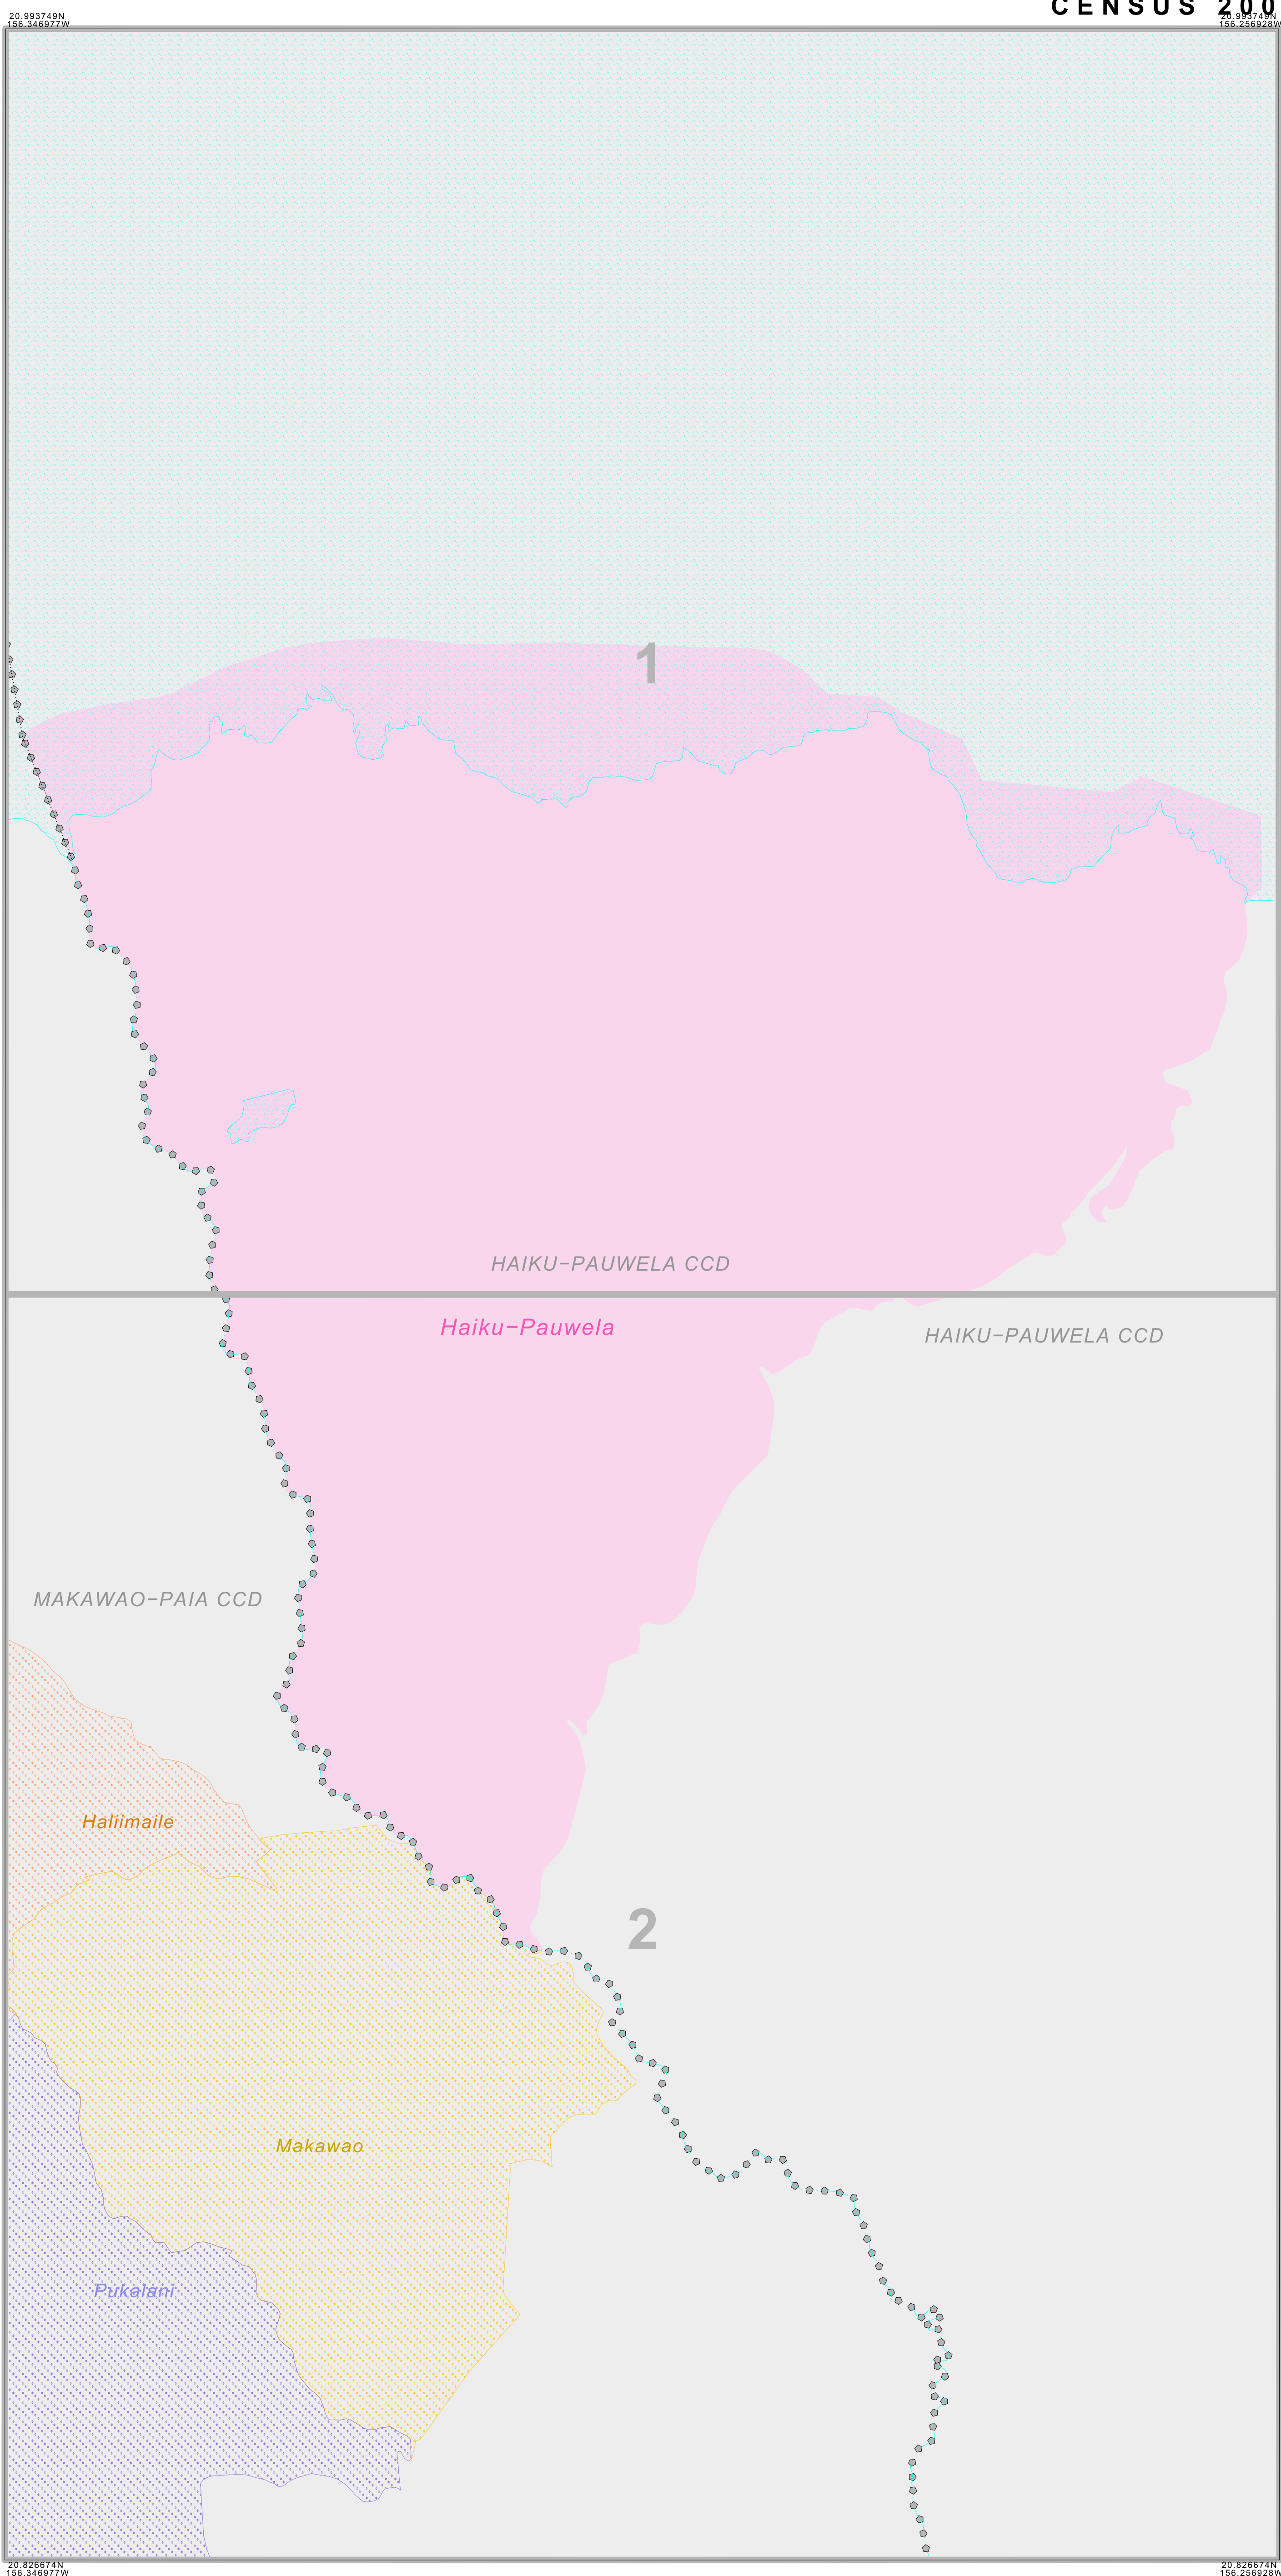 CENSUS 200
20.993749N
156.346977W
20.993749N
156.256928W
1
HAIKU-PAUWELA CCD
Haiku-Pauwela
HAIKU-PAUWELA CCD
MAKAWAO-PAIA CCD
Haliimaile
2
Makawao
Pukalani
20.826674N
156.346977W
20.826674N
156.256928W